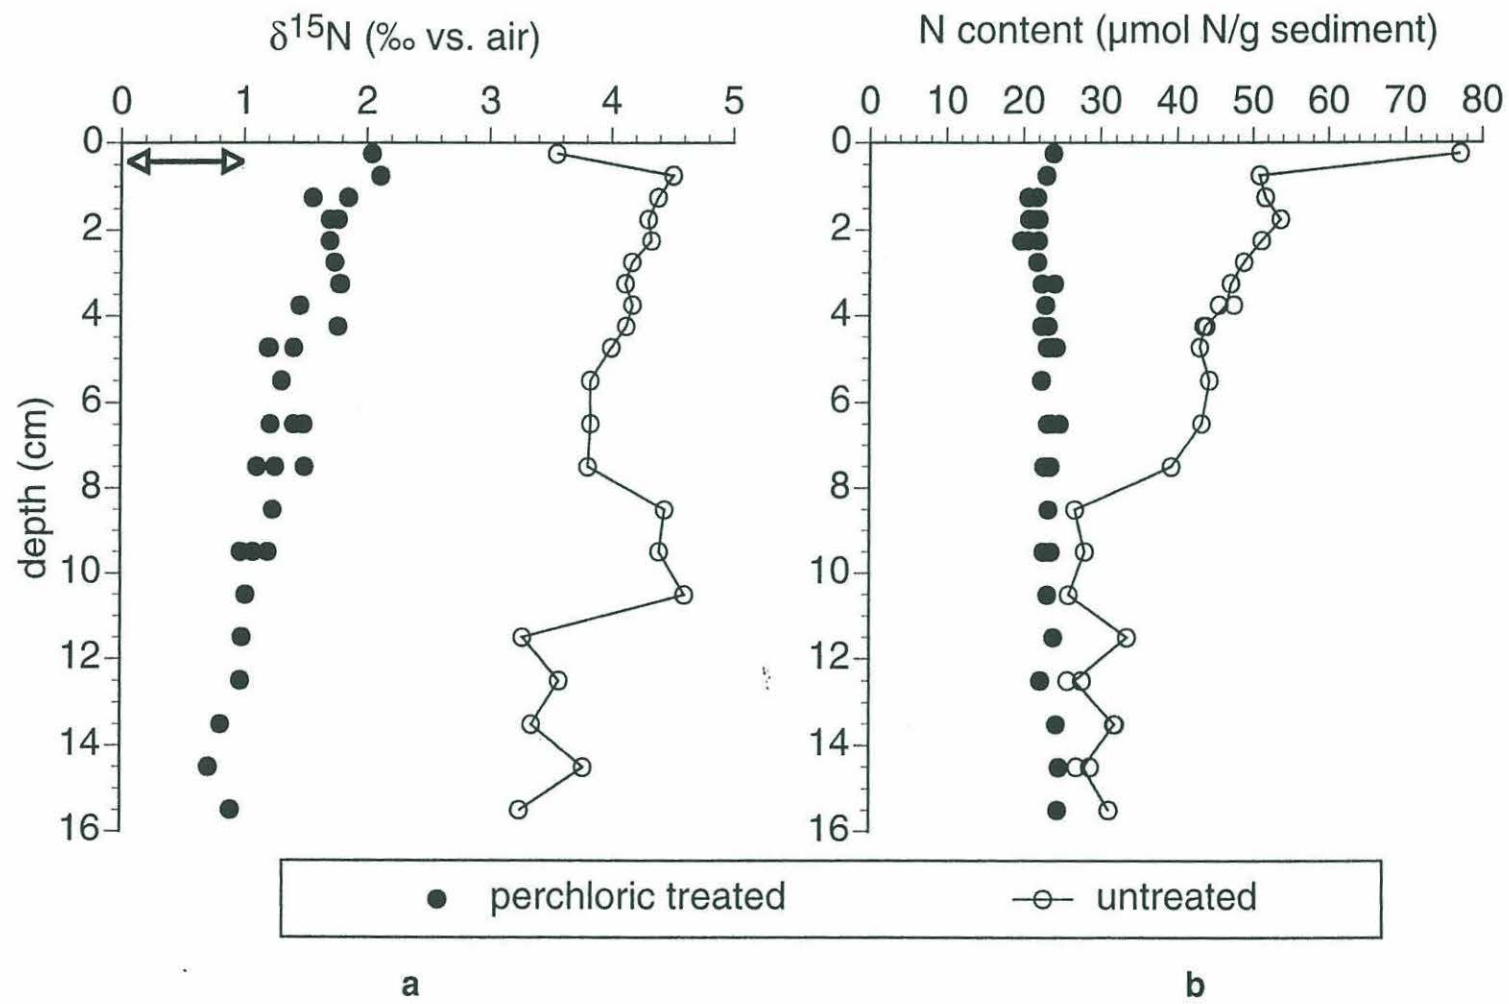 δ15N (‰ vs. air)
N content (µmol N/g sediment)
0 1 2 3 4 5
0 10 20 30 40 50 60 70 80
0
2
4
6
8
10
12
14
16
depth (cm)
0
2
4
6
8
10
12
14
16
perchloric treated
untreated
a
b